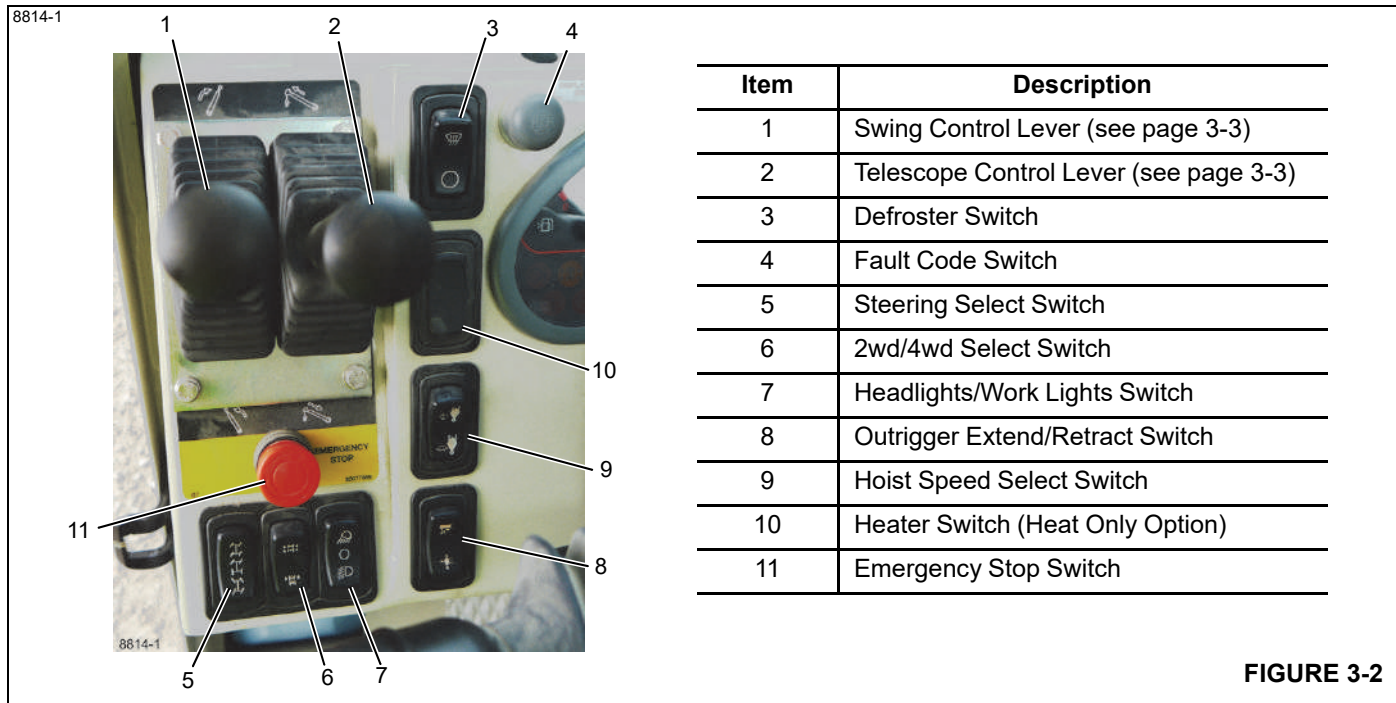 8814-1
1
2
3
4
EMERGENCY
STOP
10
9
11
8
8814-1
5
6
7
Item Description
1 Swing Control Lever (see page 3-3)
2 Telescope Control Lever (see page 3-3)
3 Defroster Switch
4 Fault Code Switch
5 Steering Select Switch
6 2wd/4wd Select Switch
7 Headlights/Work Lights Switch
8 Outrigger Extend/Retract Switch
9 Hoist Speed Select Switch
10 Heater Switch (Heat Only Option)
11 Emergency Stop Switch
FIGURE 3-2